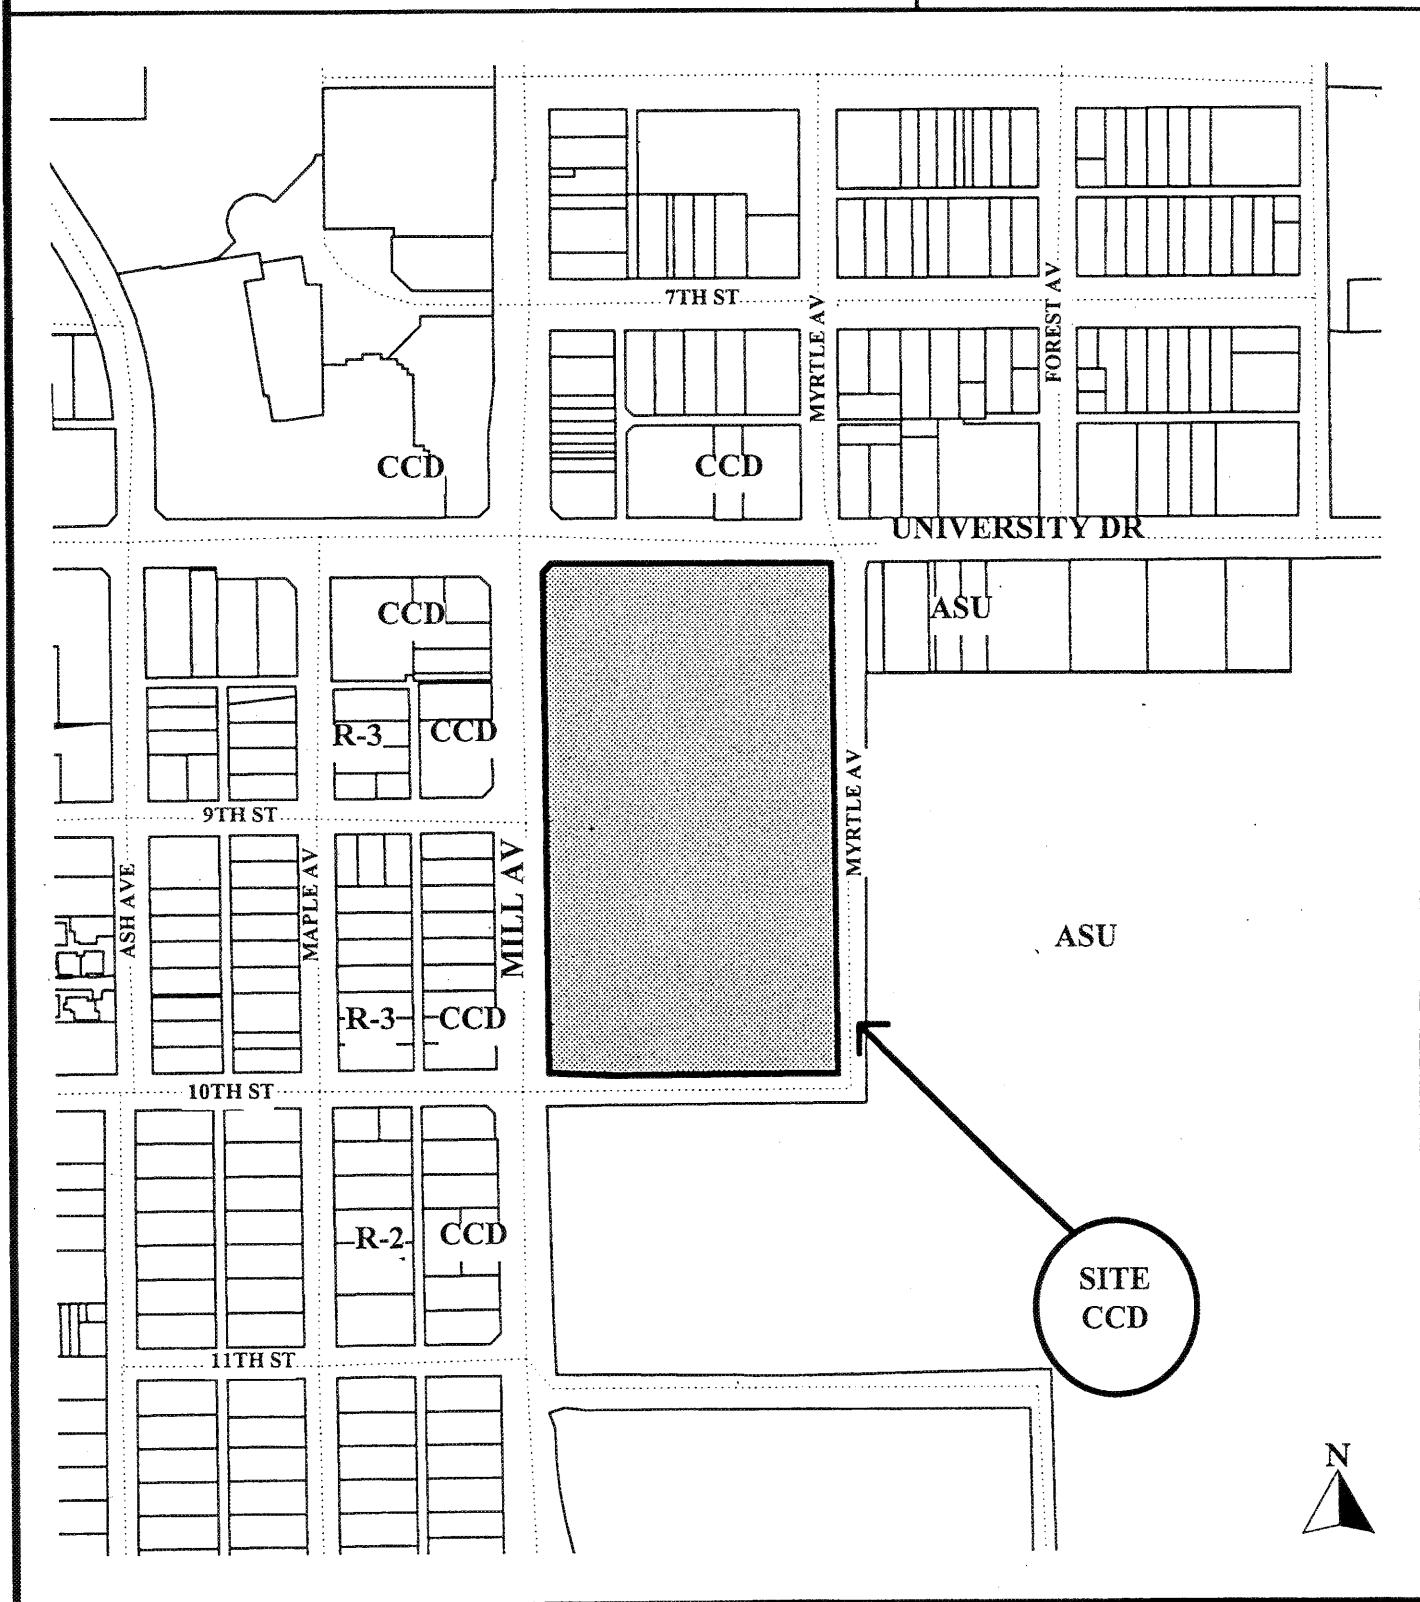 7TH ST
MYRTLE AV
FOREST AV
CCD
CCD
UNIVERSITY DR
CCD
ASU
R-3
CCD
MYRTLE AV
9TH ST
ASH AVE
MAPLE AV
MILL AV
ASU
R-3
CCD
10TH ST
R-2
CCD
SITE
CCD
11TH ST
N